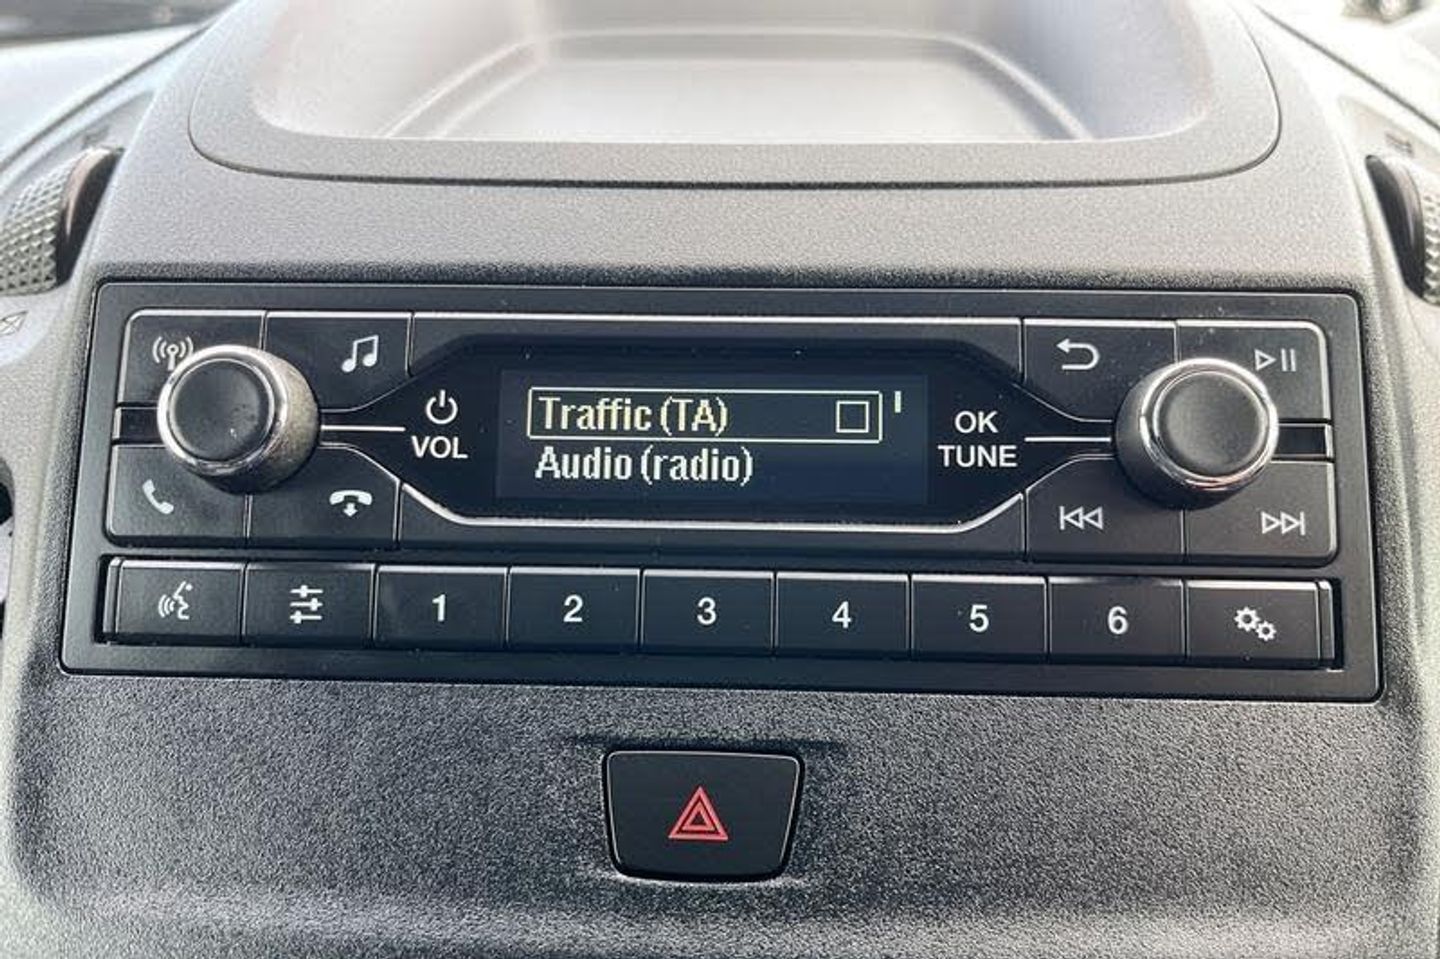 VOL
Traffic (TA)
Audio (radio)
OK
TUNE
1 2 3 4 5 6